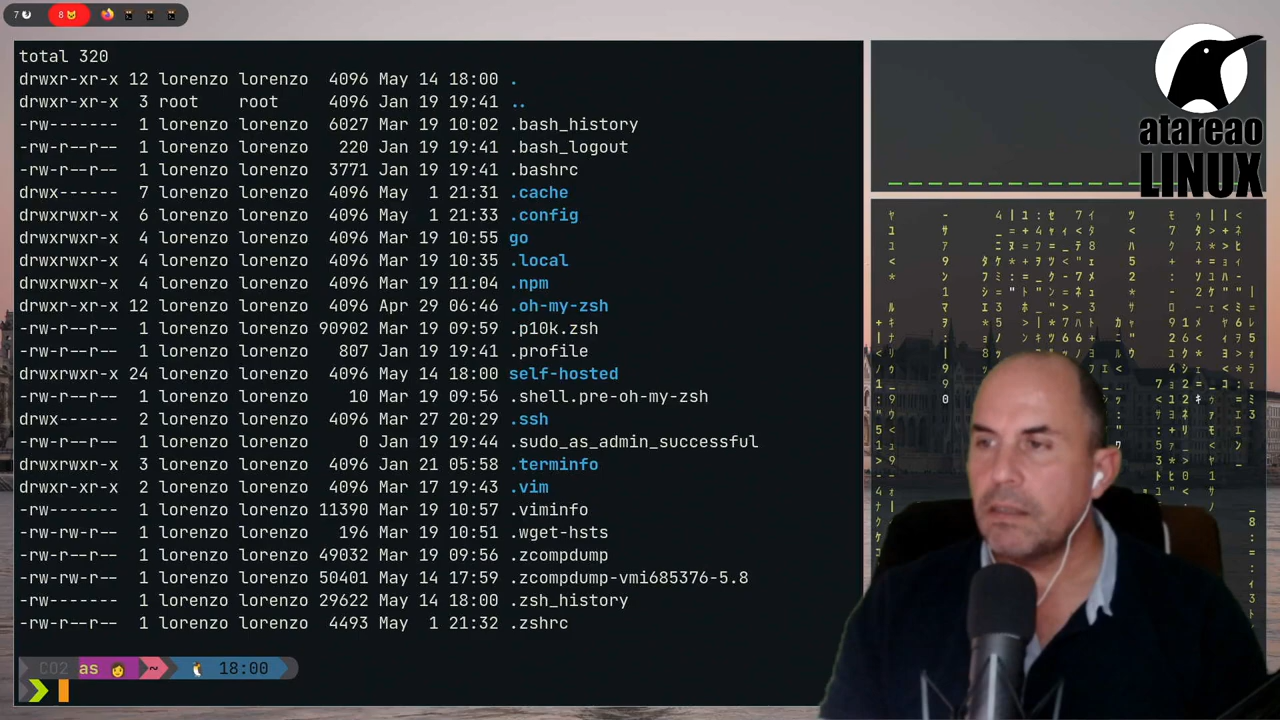 7
8
total 320
drwxr-xr-x 12 lorenzo lorenzo  4096 May 14 18:00 .
drwxr-xr-x  3 root    root     4096 Jan 19 19:41 ..
-rw-------  1 lorenzo lorenzo  6027 Mar 19 10:02 .bash_history
-rw-r--r--  1 lorenzo lorenzo   220 Jan 19 19:41 .bash_logout
-rw-r--r--  1 lorenzo lorenzo  3771 Jan 19 19:41 .bashrc
drwx------  7 lorenzo lorenzo  4096 May  1 21:31 .cache
drwxrwxr-x  6 lorenzo lorenzo  4096 May  1 21:33 .config
drwxrwxr-x  4 lorenzo lorenzo  4096 Mar 19 10:55 go
drwxrwxr-x  4 lorenzo lorenzo  4096 Mar 19 10:35 .local
drwxrwxr-x  4 lorenzo lorenzo  4096 Mar 19 11:04 .npm
drwxr-xr-x 12 lorenzo lorenzo  4096 Apr 29 06:46 .oh-my-zsh
-rw-r--r--  1 lorenzo lorenzo 90902 Mar 19 09:59 .p10k.zsh
-rw-r--r--  1 lorenzo lorenzo   807 Jan 19 19:41 .profile
drwxrwxr-x 24 lorenzo lorenzo  4096 May 14 18:00 self-hosted
-rw-rw-r--  1 lorenzo lorenzo    10 Mar 19 09:56 .shell.pre-oh-my-zsh
drwx------  2 lorenzo lorenzo  4096 Mar 27 20:29 .ssh
-rw-r--r--  1 lorenzo lorenzo     0 Jan 19 19:44 .sudo_as_admin_successful
drwxrwxr-x  3 lorenzo lorenzo  4096 Jan 21 05:58 .terminfo
drwxr-xr-x  2 lorenzo lorenzo  4096 Mar 17 19:43 .vim
-rw-------  1 lorenzo lorenzo 11390 Mar 19 10:57 .viminfo
-rw-rw-r--  1 lorenzo lorenzo   196 Mar 19 10:51 .wget-hsts
-rw-rw-r--  1 lorenzo lorenzo 49032 Mar 19 09:56 .zcompdump
-rw-rw-r--  1 lorenzo lorenzo 50401 May 14 17:59 .zcompdump-vmi685376-5.8
-rw-------  1 lorenzo lorenzo 29622 May 14 18:00 .zsh_history
-rw-r--r--  1 lorenzo lorenzo  4493 May  1 21:32 .zshrc
CO2 as ~ 18:00
atareao
LINUX